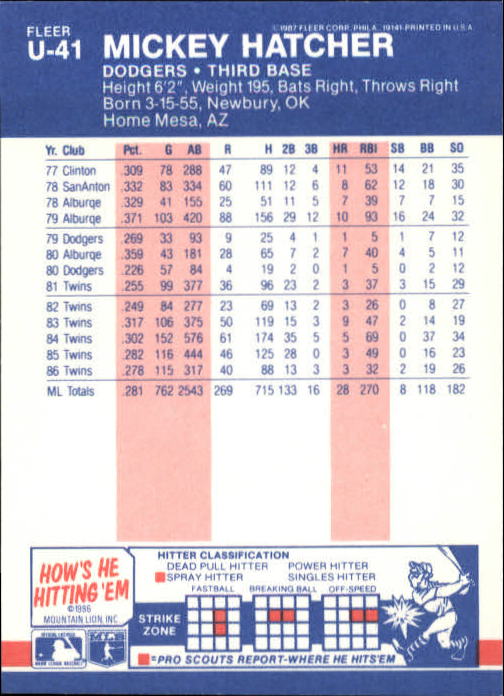 ©1987 FLEER CORP. PHILA. 19141-PRINTED IN U.S.A.
FLEER
U-41 MICKEY HATCHER
DODGERS • THIRD BASE
Height 6'2", Weight 195, Bats Right, Throws Right
Born 3-15-55, Newbury, OK
Home Mesa, AZ
Yr. Club Pct. G AB R H 2B 3B HR RBI SB BB SO
77 Clinton .309 78 288 47 89 12 4 11 53 14 21 35
78 SanAnton .332 83 334 60 111 12 6 8 62 12 18 30
78 Alburqe .329 41 155 25 51 11 5 7 39 7 7 15
79 Alburqe .371 103 420 88 156 29 12 10 93 16 24 32
79 Dodgers .269 33 93 9 25 4 1 1 5 1 7 12
80 Alburqe .359 43 181 28 65 7 2 7 40 4 5 11
80 Dodgers .226 57 84 4 19 2 0 1 5 0 2 12
81 Twins .255 99 377 36 96 23 2 3 37 3 15 29
82 Twins .249 84 277 23 69 13 2 3 26 0 8 27
83 Twins .317 106 375 50 119 15 3 9 47 2 14 19
84 Twins .302 152 576 61 174 35 5 5 69 0 37 34
85 Twins .282 116 444 46 125 28 0 3 49 0 16 23
86 Twins .278 115 317 40 88 13 3 3 32 2 19 26
ML Totals .281 762 2543 269 715 133 16 28 270 8 118 182
HOW'S HE
HITTING 'EM
©1986
MOUNTAIN LION, INC
HITTER CLASSIFICATION
DEAD PULL HITTER POWER HITTER
SPRAY HITTER SINGLES HITTER
FASTBALL BREAKING BALL OFF-SPEED
STRIKE
ZONE
=PRO SCOUTS REPORT-WHERE HE HITS'EM